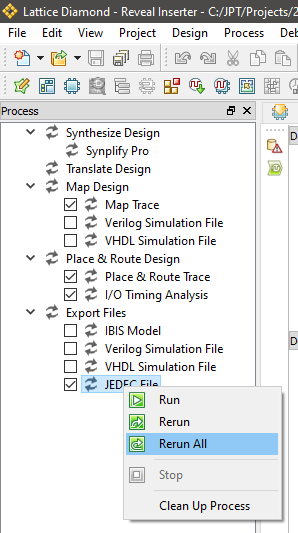 Lattice Diamond - Reveal Inserter - C:/JPT/Projects/2
File Edit View Project Design Process Deb
Process
D
Synthesize Design
Synplify Pro
Translate Design
Map Design
Map Trace
Verilog Simulation File
VHDL Simulation File
Place & Route Design
Place & Route Trace
I/O Timing Analysis
Export Files
IBIS Model
D
Verilog Simulation File
VHDL Simulation File
JEDEC File
Run
Rerun
Rerun All
Stop
Clean Up Process